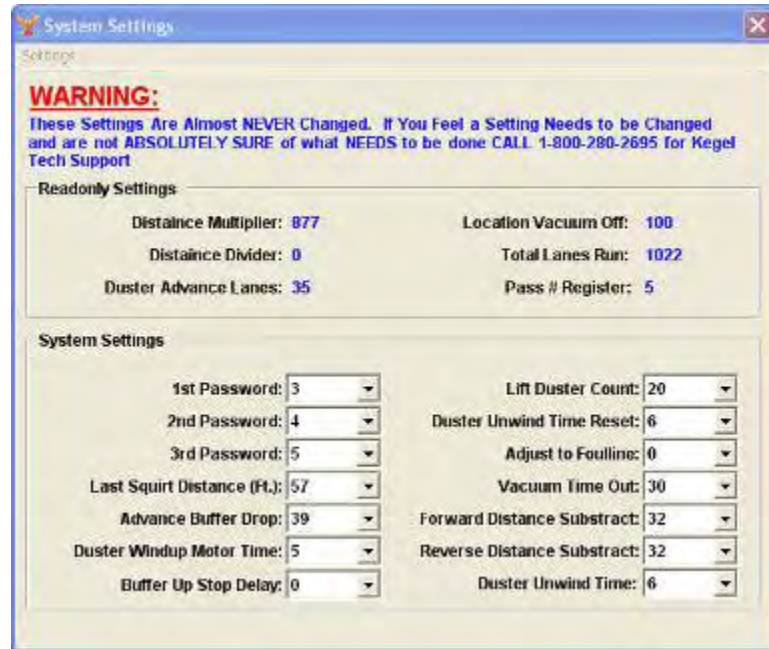 System Settings
Settings
WARNING:
These Settings Are Almost NEVER Changed. If You Feel a Setting Needs to be Changed
and are not ABSOLUTELY SURE of what NEEDS to be done CALL 1-800-280-2695 for Kegel
Tech Support
Readonly Settings
Distaince Multiplier: 877 Location Vacuum Off: 100
Distaince Divider: 0 Total Lanes Run: 1022
Duster Advance Lanes: 35 Pass # Register: 5
System Settings
1st Password: 3 Lift Duster Count: 20
2nd Password: 4 Duster Unwind Time Reset: 6
3rd Password: 5 Adjust to Foulline: 0
Last Squirt Distance (Ft.): 57 Vacuum Time Out: 30
Advance Buffer Drop: 39 Forward Distance Substract: 32
Duster Windup Motor Time: 5 Reverse Distance Substract: 32
Buffer Up Stop Delay: 0 Duster Unwind Time: 6